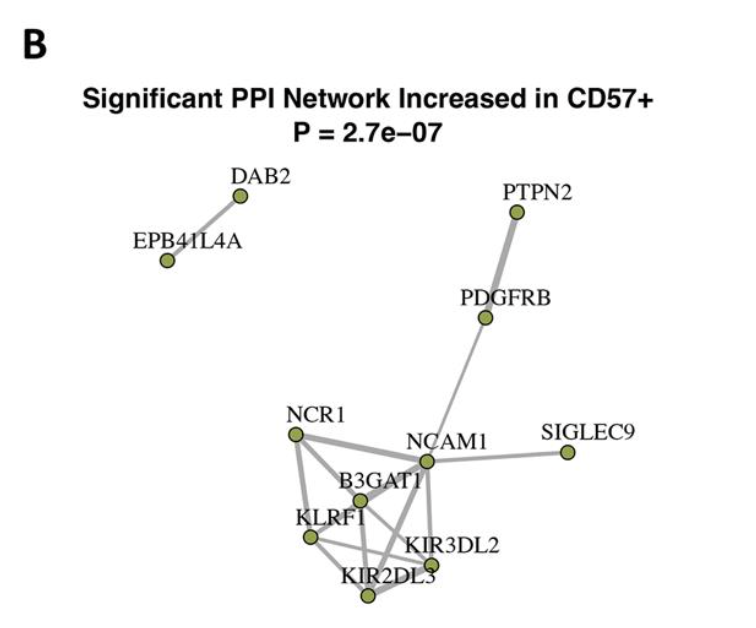 B
Significant PPI Network Increased in CD57+
P = 2.7e−07
DAB2
PTPN2
EPB41L4A
PDGFRB
NCR1
NCAM1
SIGLEC9
B3GAT1
KLRF1
KIR3DL2
KIR2DL3